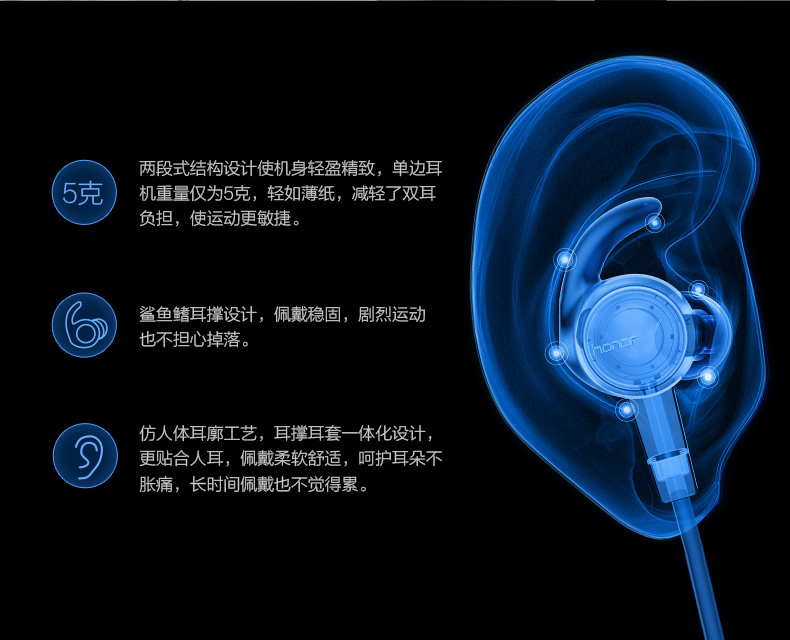 5克
两段式结构设计使机身轻盈精致，单边耳
机重量仅为5克，轻如薄纸，减轻了双耳
负担，使运动更敏捷。
鲨鱼鳍耳撑设计，佩戴稳固，剧烈运动
也不担心掉落。
honor
仿人体耳廓工艺，耳撑耳套一体化设计，
更贴合人耳，佩戴柔软舒适，呵护耳朵不
胀痛，长时间佩戴也不觉得累。